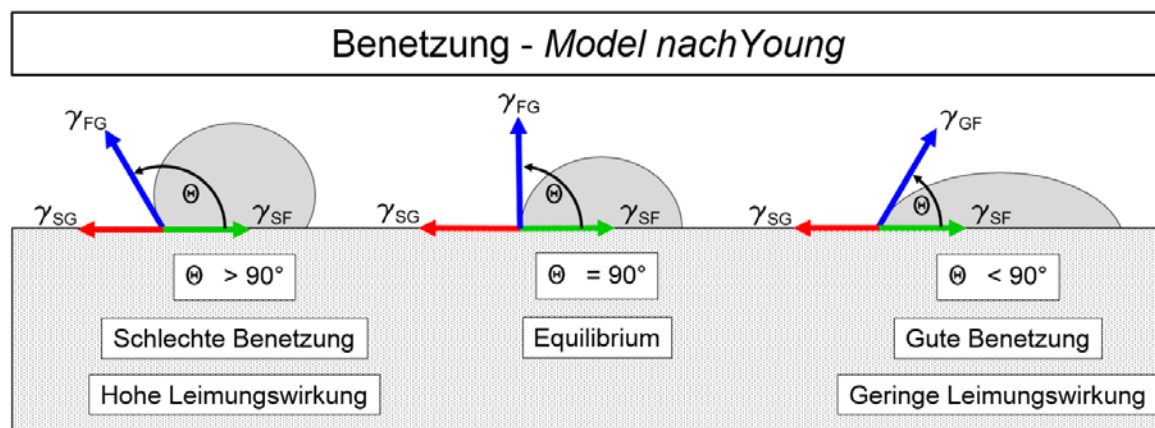 Benetzung - Model nachYoung
γFG
Θ
γSG
γSF
Θ > 90°
Schlechte Benetzung
Hohe Leimungswirkung
γFG
Θ
γSG
γSF
Θ = 90°
Equilibrium
γGF
Θ
γSG
γSF
Θ < 90°
Gute Benetzung
Geringe Leimungswirkung